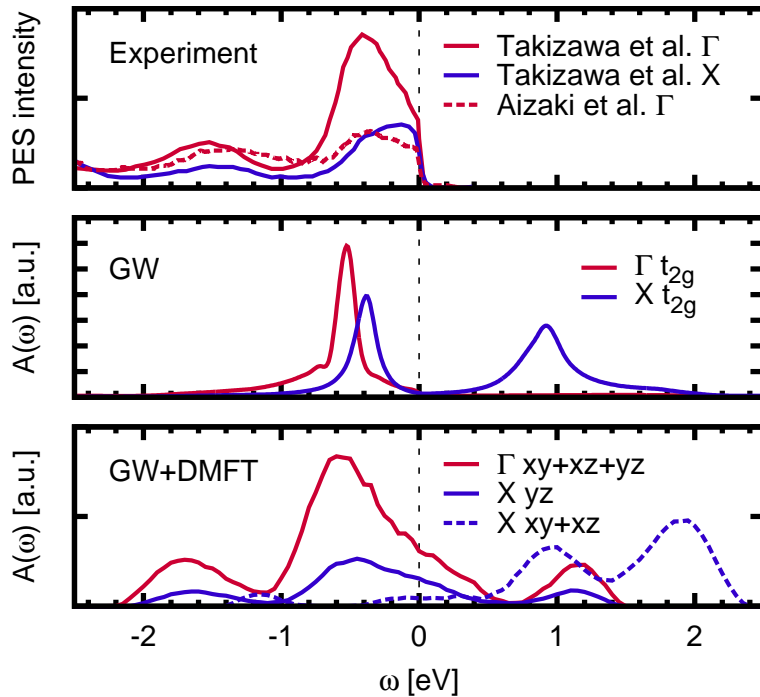 PES intensity
Experiment
Takizawa et al. Γ
Takizawa et al. X
Aizaki et al. Γ
A(ω) [a.u.]
GW
Γ t2g
X t2g
A(ω) [a.u.]
GW+DMFT
Γ xy+xz+yz
X yz
X xy+xz
-2 -1 0 1 2
ω [eV]